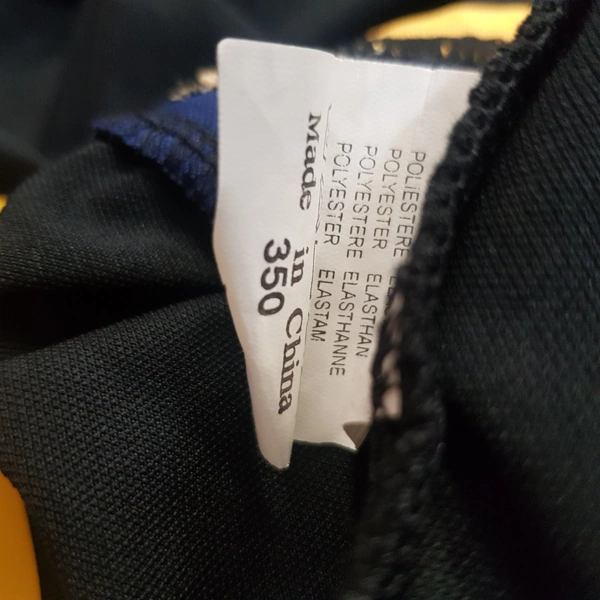 POLIESTERE
POLYESTER ELASTHAN
POLYESTERE ELASTHANNE
POLYESTER ELASTAM
Made in China
350